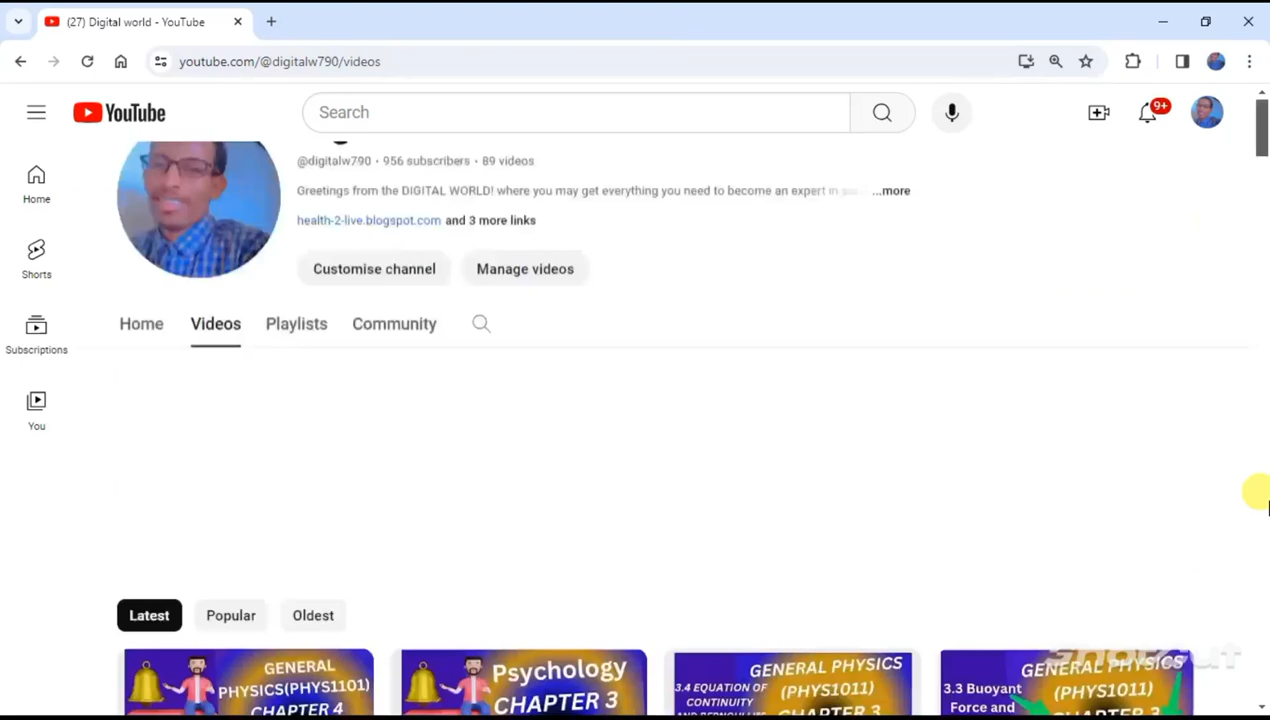 (27) Digital world - YouTube
youtube.com/@digitalw790/videos
YouTube
Search
9+
@digitalw790 • 956 subscribers • 89 videos
Greetings from the DIGITAL WORLD! where you may get everything you need to become an expert in ...more
health-2-live.blogspot.com and 3 more links
Customise channel
Manage videos
Home
Shorts
Subscriptions
You
Home
Videos
Playlists
Community
Latest
Popular
Oldest
GENERAL
PHYSICS(PHYS1101)
CHAPTER 4
Psychology
CHAPTER 3
GENERAL PHYSICS
(PHYS1011)
CHAPTER 3
3.4 EQUATION OF
CONTINUITY
GENERAL PHYSICS
(PHYS1011)
CHAPTER 3
3.3 Buoyant
Force and
Shotcut